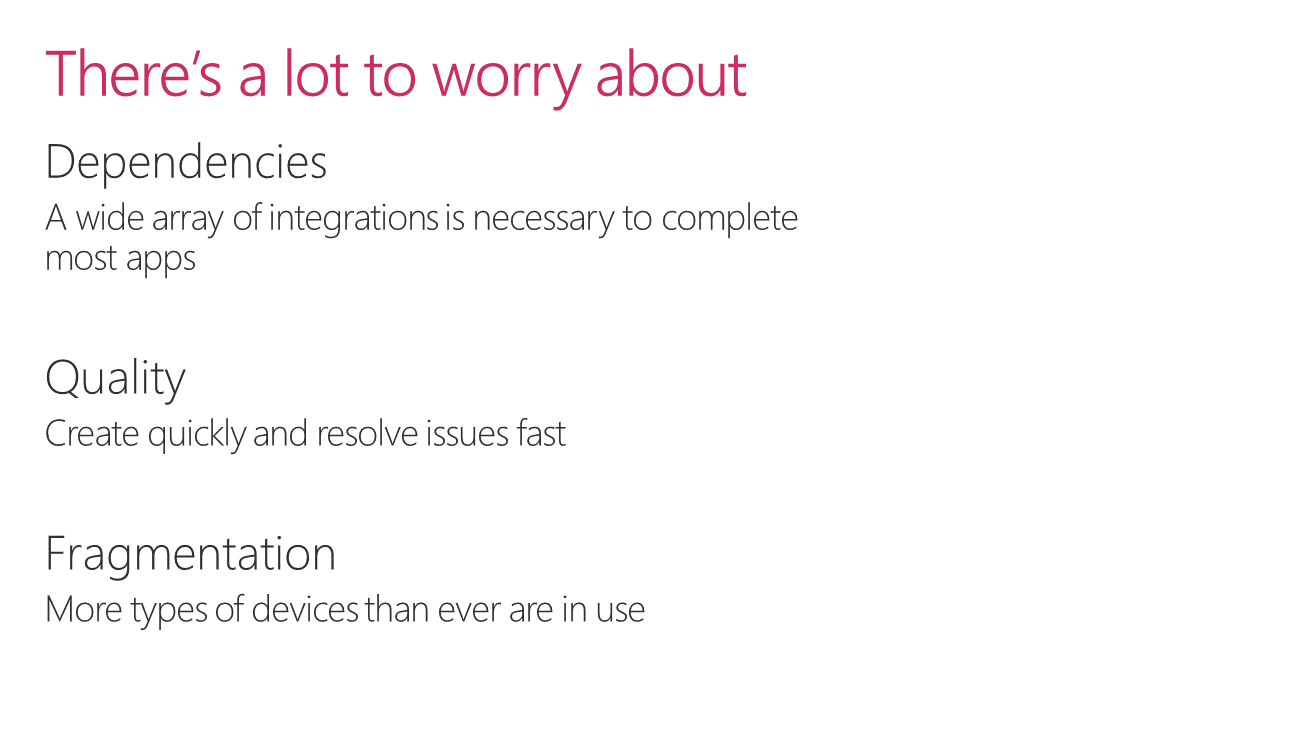 There’s a lot to worry about
Dependencies
A wide array of integrations is necessary to complete
most apps
Quality
Create quickly and resolve issues fast
Fragmentation
More types of devices than ever are in use